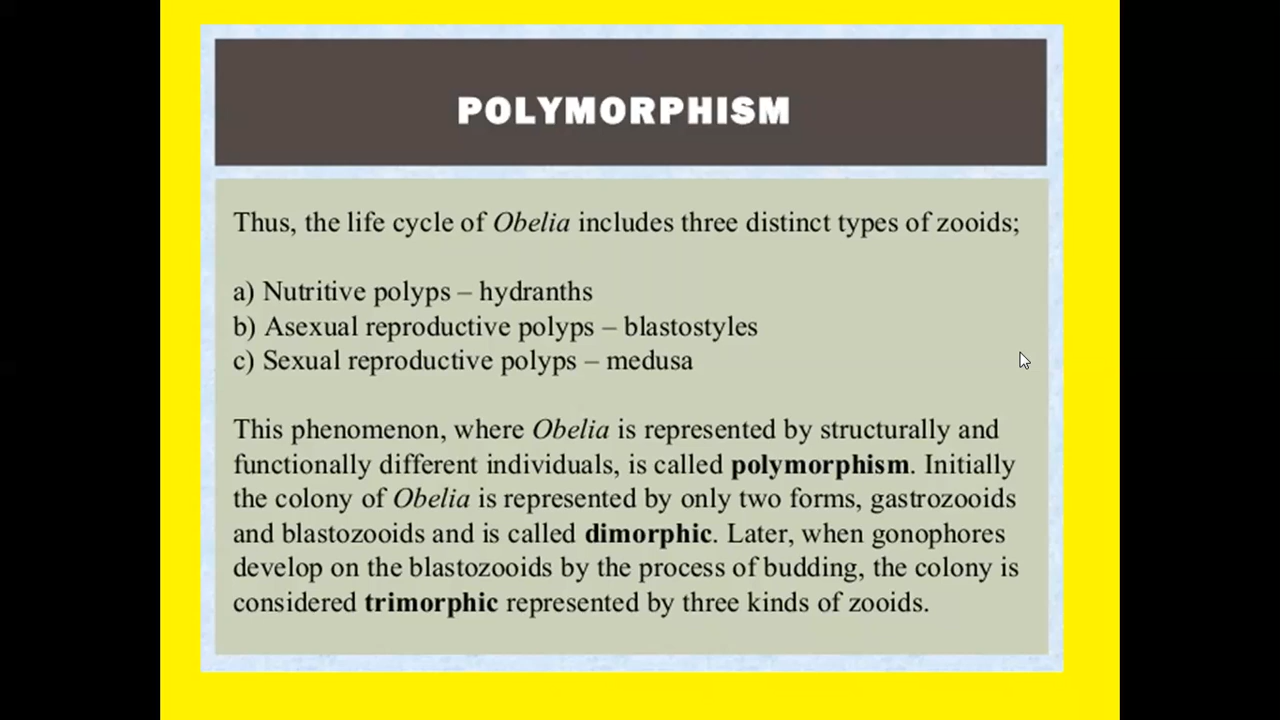 POLYMORPHISM
Thus, the life cycle of Obelia includes three distinct types of zooids;
a) Nutritive polyps – hydranths
b) Asexual reproductive polyps – blastostyles
c) Sexual reproductive polyps – medusa
This phenomenon, where Obelia is represented by structurally and
functionally different individuals, is called polymorphism. Initially
the colony of Obelia is represented by only two forms, gastrozooids
and blastozooids and is called dimorphic. Later, when gonophores
develop on the blastozooids by the process of budding, the colony is
considered trimorphic represented by three kinds of zooids.